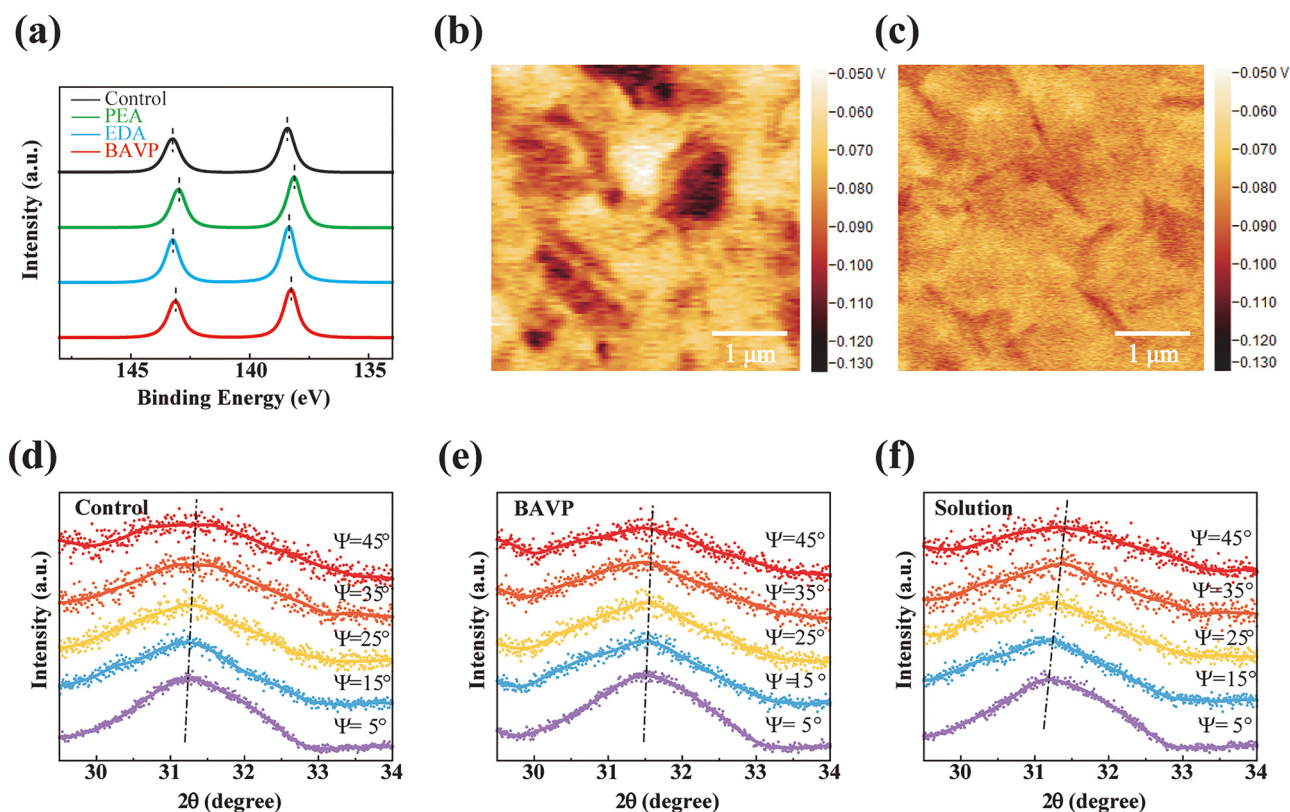 (a)
Control
PEA
EDA
BAVP
Intensity (a.u.)
145 140 135
Binding Energy (eV)
(b)
1 μm
−0.050 V
−0.060
−0.070
−0.080
−0.090
−0.100
−0.110
−0.120
−0.130
(c)
1 μm
−0.050 V
−0.060
−0.070
−0.080
−0.090
−0.100
−0.110
−0.120
−0.130
(d)
Control
Ψ=45°
Ψ=35°
Ψ=25°
Ψ=15°
Ψ= 5°
Intensity (a.u.)
30 31 32 33 34
2θ (degree)
(e)
BAVP
Ψ=45°
Ψ=35°
Ψ=25°
Ψ=15°
Ψ= 5°
Intensity (a.u.)
30 31 32 33 34
2θ (degree)
(f)
Solution
Ψ=45°
Ψ=35°
Ψ=25°
Ψ=15°
Ψ= 5°
Intensity (a.u.)
30 31 32 33 34
2θ (degree)